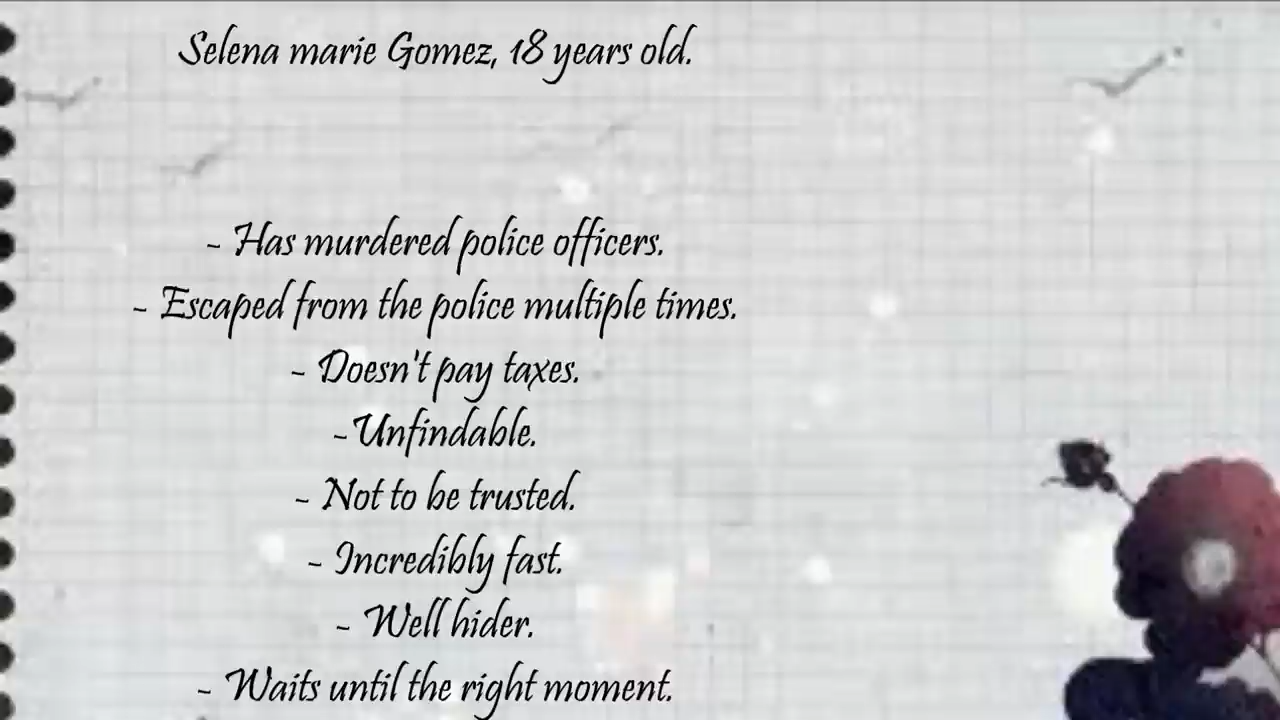 Selena marie Gomez, 18 years old.
- Has murdered police officers.
- Escaped from the police multiple times.
- Doesn't pay taxes.
-Unfindable.
- Not to be trusted.
- Incredibly fast.
- Well hider.
- Waits until the right moment.